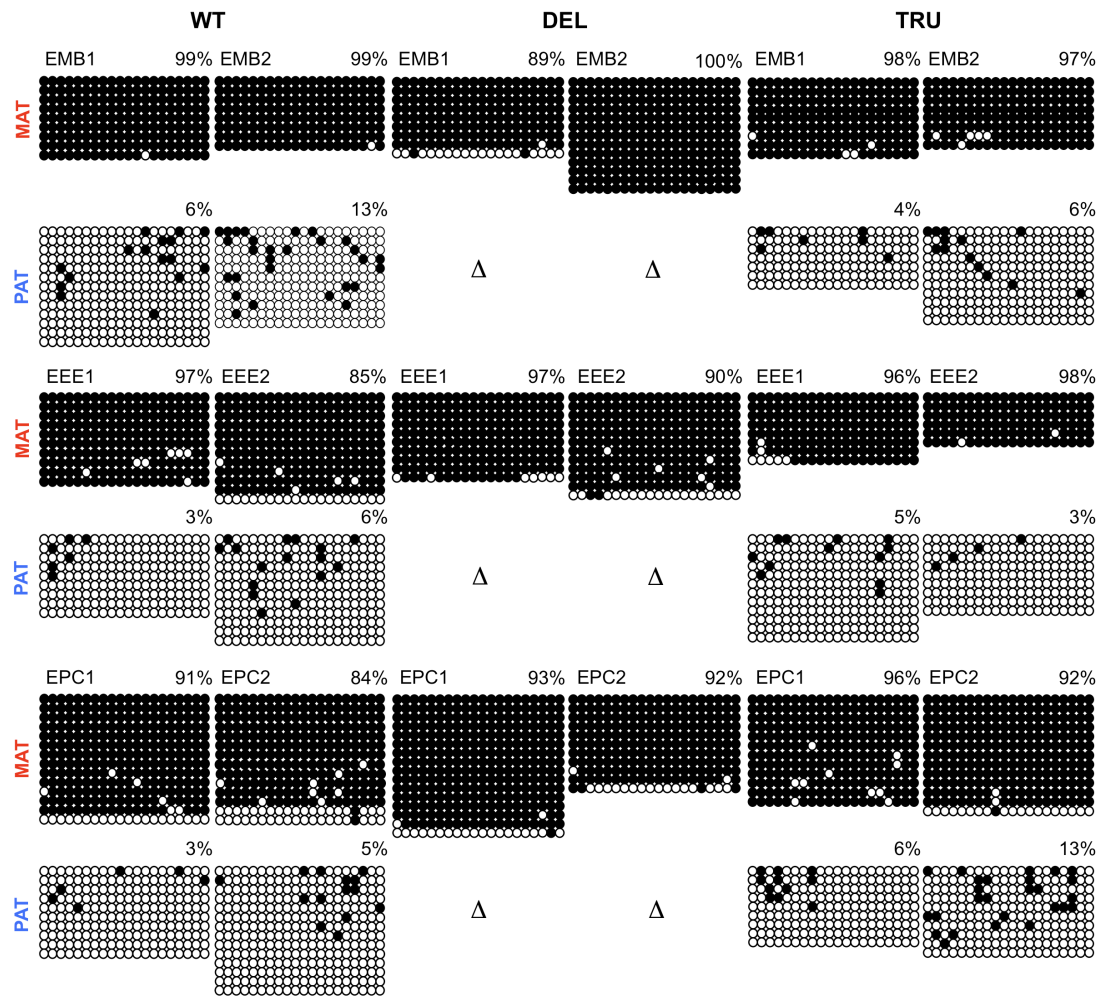 WT DEL TRU
EMB1 99% EMB2 99% EMB1 89% EMB2 100% EMB1 98% EMB2 97%
MAT
6% 13% 4% 6%
PAT Δ Δ
EEE1 97% EEE2 85% EEE1 97% EEE2 90% EEE1 96% EEE2 98%
MAT
3% 6% 5% 3%
PAT Δ Δ
EPC1 91% EPC2 84% EPC1 93% EPC2 92% EPC1 96% EPC2 92%
MAT
3% 5% 6% 13%
PAT Δ Δ